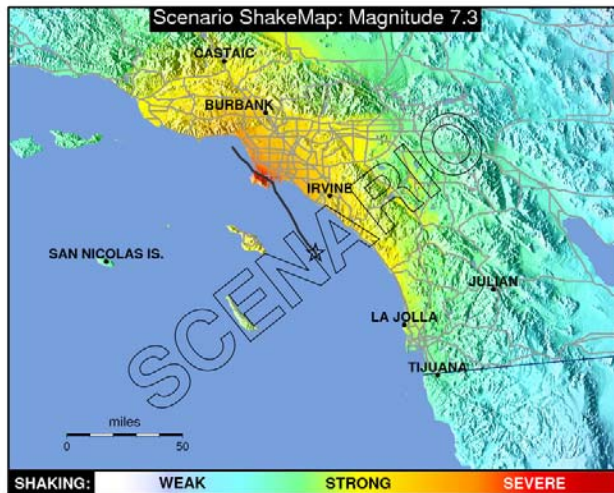 Scenario ShakeMap: Magnitude 7.3
CASTAIC
BURBANK
IRVINE
SAN NICOLAS IS.
JULIAN
LA JOLLA
TIJUANA
SCENARIO
miles
0 50
SHAKING: WEAK STRONG SEVERE